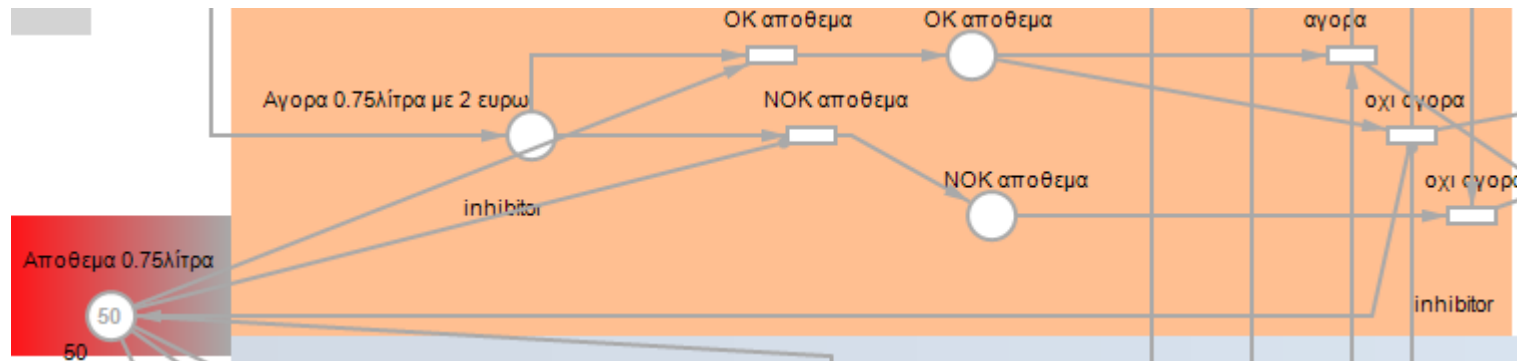 ΟΚ αποθεμα
ΟΚ αποθεμα
αγορα
Αγορα 0.75λίτρα με 2 ευρω
ΝΟΚ αποθεμα
οχι αγορα
ΝΟΚ αποθεμα
οχι αγορα
inhibitor
Αποθεμα 0.75λίτρα
50
inhibitor
50